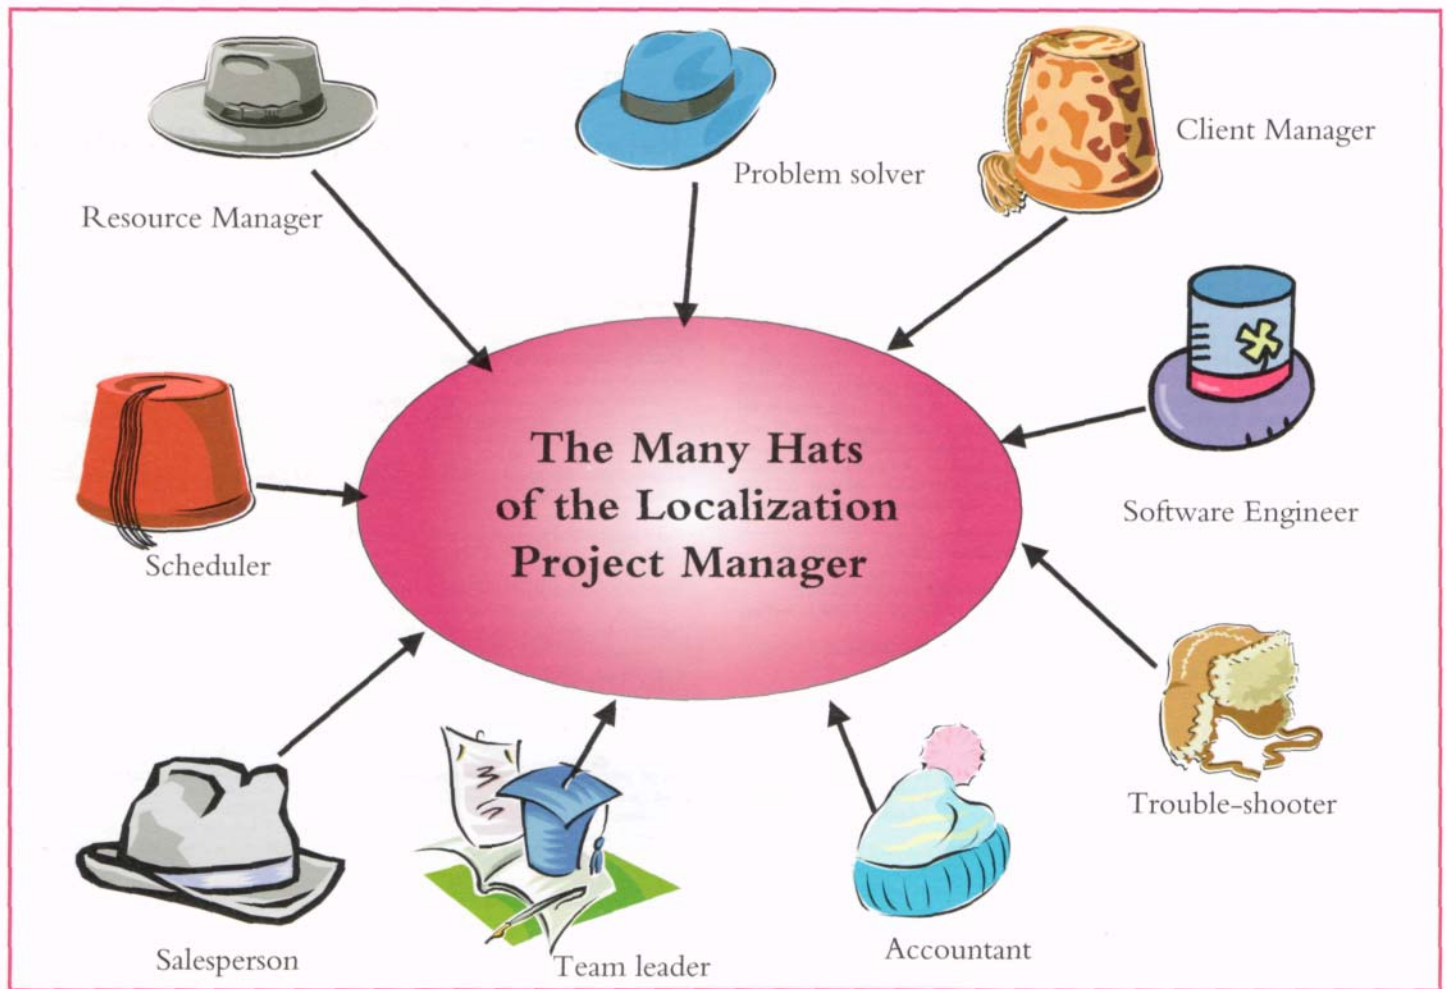 Resource Manager
Problem solver
Client Manager
Software Engineer
Scheduler
The Many Hats
of the Localization
Project Manager
Trouble-shooter
Salesperson
Team leader
Accountant